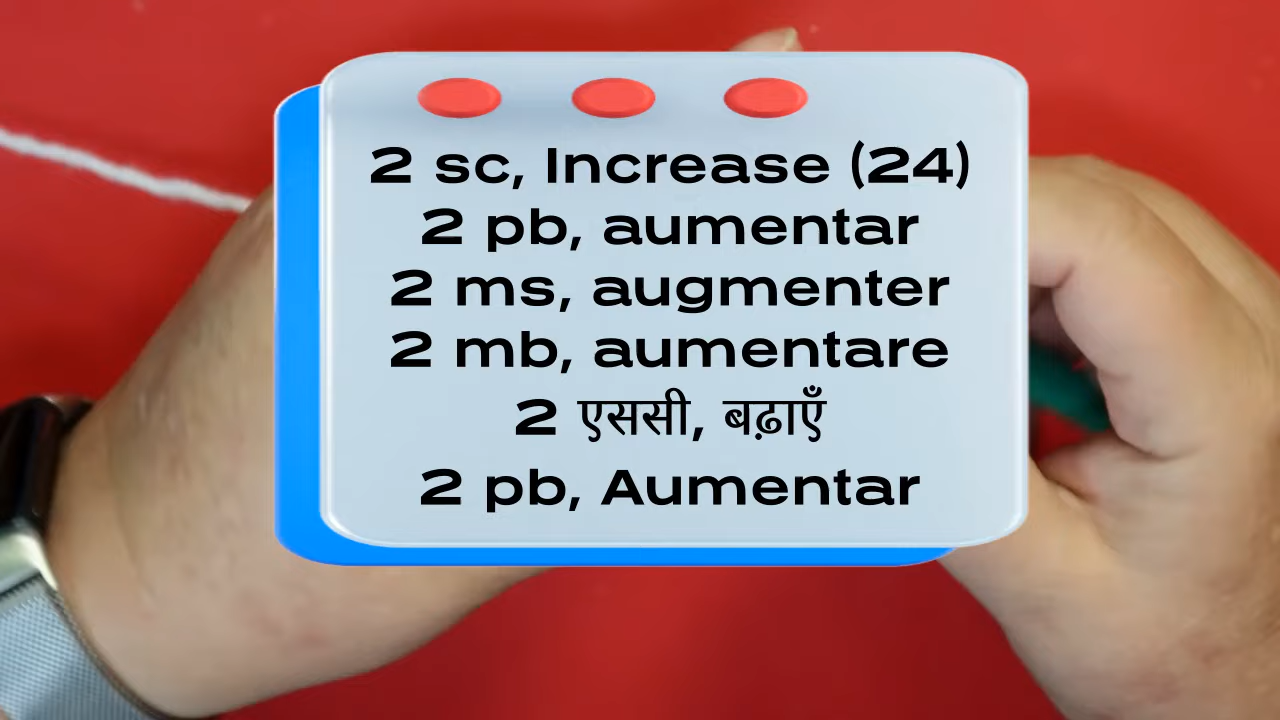 2 sc, Increase (24)
2 pb, aumentar
2 ms, augmenter
2 mb, aumentare
2 एससी, बढ़ाएँ
2 pb, Aumentar